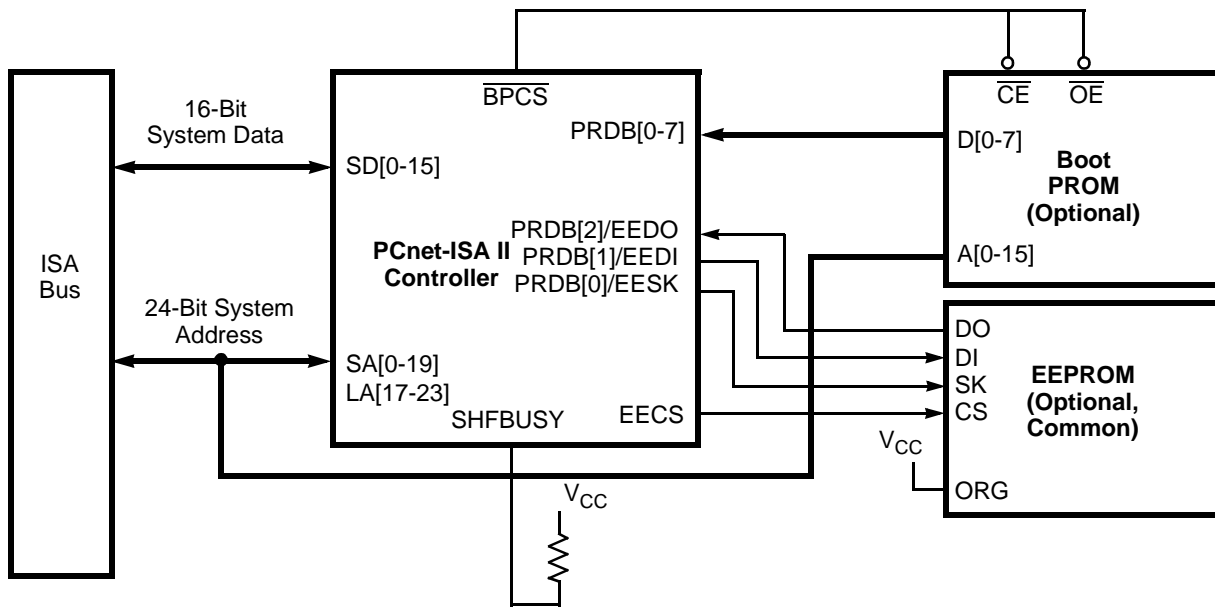 ISA
Bus
16-Bit
System Data
24-Bit System
Address
BPCS
PRDB[0-7]
SD[0-15]
PRDB[2]/EEDO
PRDB[1]/EEDI
PRDB[0]/EESK
PCnet-ISA II
Controller
SA[0-19]
LA[17-23]
SHFBUSY
EECS
VCC
CE
OE
D[0-7]
Boot
PROM
(Optional)
A[0-15]
DO
DI
SK
CS
EEPROM
(Optional,
Common)
VCC
ORG